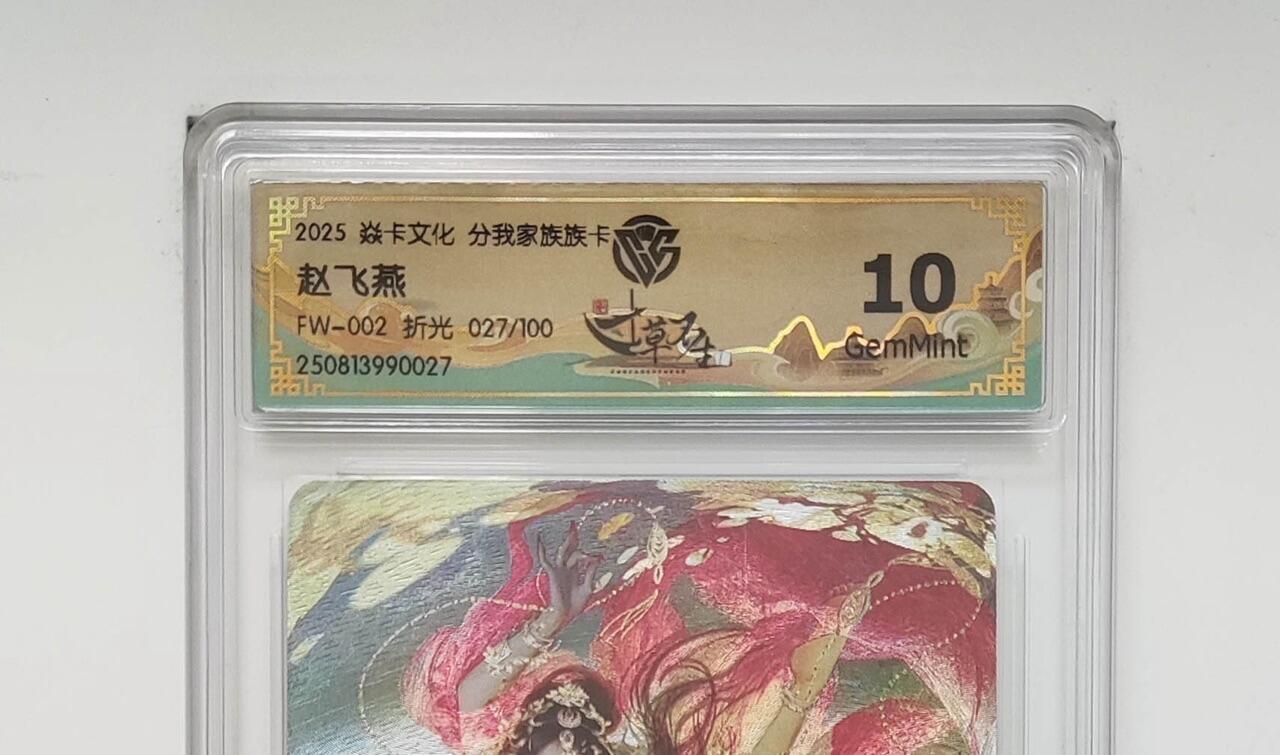 2025 焱卡文化 分我家族族卡
赵飞燕
FW-002 折光 027/100
250813990027
10
GemMint